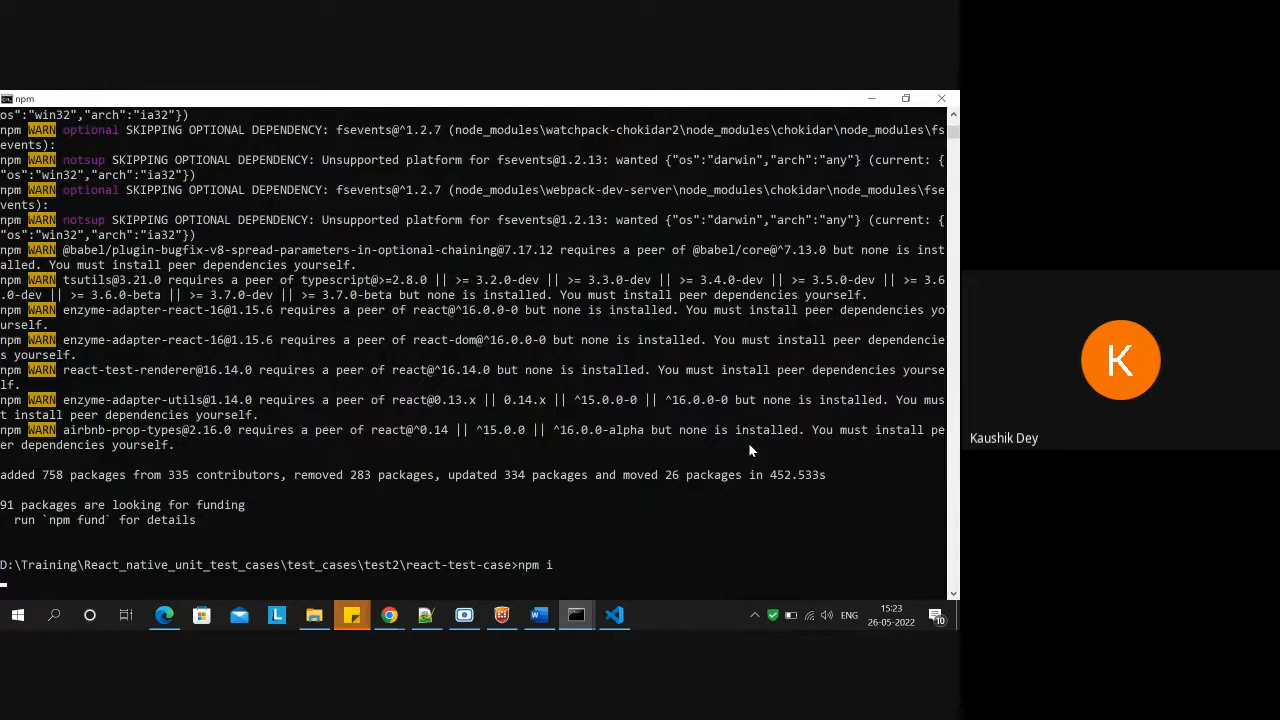 npm
os":"win32","arch":"ia32"})
npm WARN optional SKIPPING OPTIONAL DEPENDENCY: fsevents@^1.2.7 (node_modules\watchpack-chokidar2\node_modules\chokidar\node_modules\fs
events):
npm WARN notsup SKIPPING OPTIONAL DEPENDENCY: Unsupported platform for fsevents@1.2.13: wanted {"os":"darwin","arch":"any"} (current: {
"os":"win32","arch":"ia32"})
npm WARN optional SKIPPING OPTIONAL DEPENDENCY: fsevents@^1.2.7 (node_modules\webpack-dev-server\node_modules\chokidar\node_modules\fse
vents):
npm WARN notsup SKIPPING OPTIONAL DEPENDENCY: Unsupported platform for fsevents@1.2.13: wanted {"os":"darwin","arch":"any"} (current: {
"os":"win32","arch":"ia32"})
npm WARN @babel/plugin-bugfix-v8-spread-parameters-in-optional-chaining@7.17.12 requires a peer of @babel/core@^7.13.0 but none is inst
alled. You must install peer dependencies yourself.
npm WARN tsutils@3.21.0 requires a peer of typescript@>=2.8.0 || >= 3.2.0-dev || >= 3.3.0-dev || >= 3.4.0-dev || >= 3.5.0-dev || >= 3.6
.0-dev || >= 3.6.0-beta || >= 3.7.0-dev || >= 3.7.0-beta but none is installed. You must install peer dependencies yourself.
npm WARN enzyme-adapter-react-16@1.15.6 requires a peer of react@^16.0.0-0 but none is installed. You must install peer dependencies yo
urself.
npm WARN enzyme-adapter-react-16@1.15.6 requires a peer of react-dom@^16.0.0-0 but none is installed. You must install peer dependencie
s yourself.
npm WARN react-test-renderer@16.14.0 requires a peer of react@^16.14.0 but none is installed. You must install peer dependencies yourse
lf.
npm WARN enzyme-adapter-utils@1.14.0 requires a peer of react@0.13.x || 0.14.x || ^15.0.0-0 || ^16.0.0-0 but none is installed. You mus
t install peer dependencies yourself.
npm WARN airbnb-prop-types@2.16.0 requires a peer of react@^0.14 || ^15.0.0 || ^16.0.0-alpha but none is installed. You must install pe
er dependencies yourself.
added 758 packages from 335 contributors, removed 283 packages, updated 334 packages and moved 26 packages in 452.533s
91 packages are looking for funding
run `npm fund` for details
D:\Training\React_native_unit_test_cases\test_cases\test2\react-test-case>npm i
K
Kaushik Dey
L
ENG
15:23
26-05-2022
10